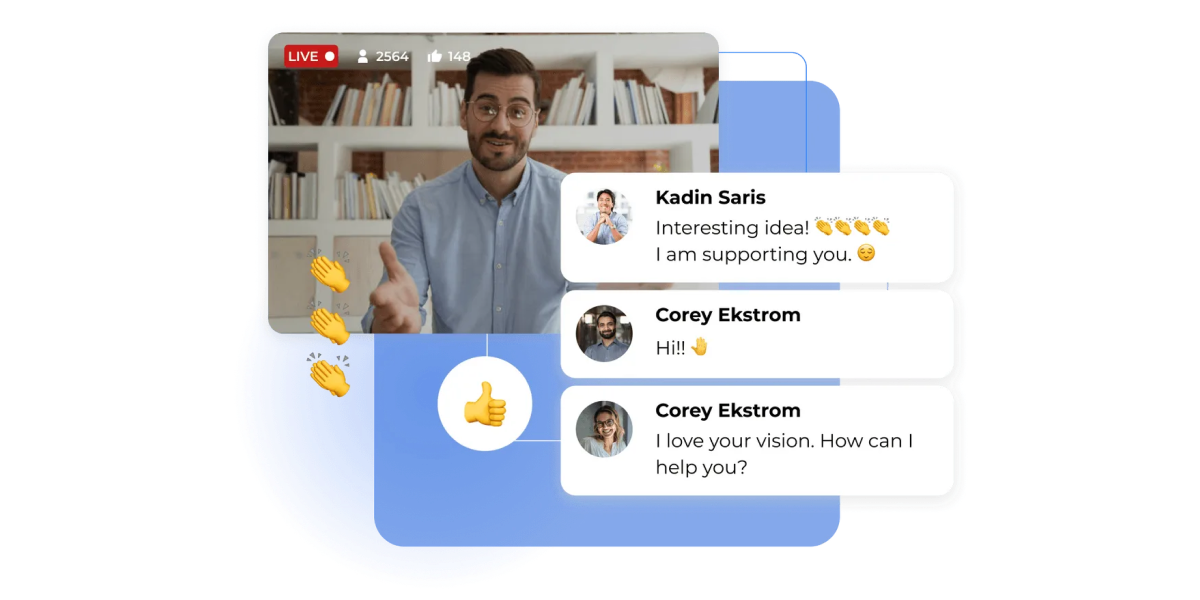 LIVE 2564 148
Kadin Saris
Interesting idea! 👏👏👏👏
I am supporting you. 😌
Corey Ekstrom
Hi!! 🤚
Corey Ekstrom
I love your vision. How can I
help you?